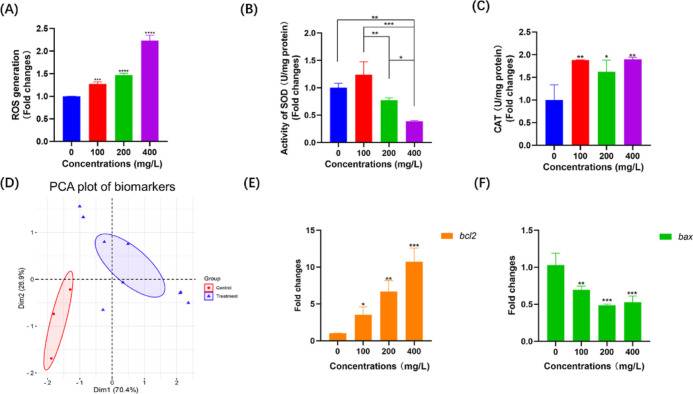 (A)
ROS generation
(Fold changes)
2.5
2.0
1.5
1.0
0.5
0.0
***
****
****
0
100
200
400
Concentrations (mg/L)
(B)
Activity of SOD (U/mg protein)
(Fold changes)
2.0
1.5
1.0
0.5
0.0
**
***
**
*
0
100
200
400
Concentrations (mg/L)
(C)
CAT (U/mg protein)
(Fold changes)
2.5
2.0
1.5
1.0
0.5
0.0
**
*
**
0
100
200
400
Concentrations (mg/L)
(D)
PCA plot of biomarkers
Dim2 (28.9%)
1
0
-1
-2
-2
-1
0
1
2
Dim1 (70.4%)
Group
Control
Treatment
(E)
Fold changes
15
10
5
0
*
**
***
0
100
200
400
Concentrations (mg/L)
bcl2
(F)
Fold changes
1.5
1.0
0.5
0.0
**
***
***
0
100
200
400
Concentrations (mg/L)
bax